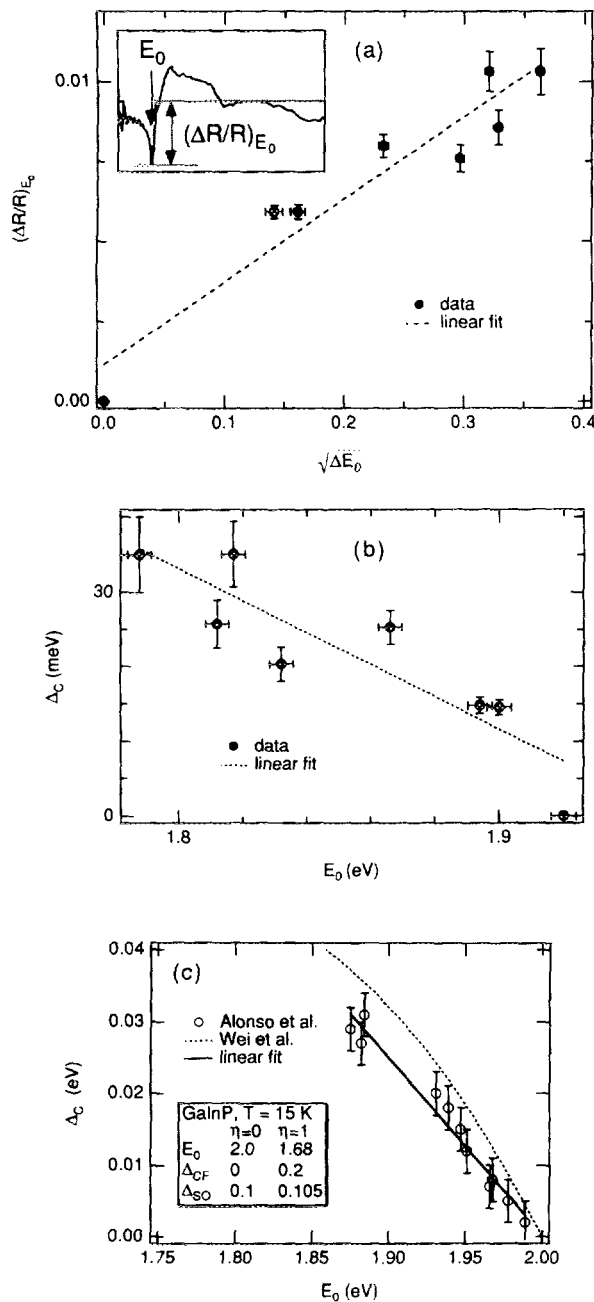 (a)
E0
(ΔR/R)E0
0.01
(ΔR/R)E0
data
linear fit
0.00
0.0 0.1 0.2 0.3 0.4
√ΔE0
(b)
30
ΔC (meV)
data
linear fit
0
1.8 1.9
E0 (eV)
(c)
0.04
0.03
Alonso et al.
Wei et al.
linear fit
ΔC (eV)
0.02
GaInP, T = 15 K
η=0 η=1
E0 2.0 1.68
ΔCF 0 0.2
ΔSO 0.1 0.105
0.01
0.00
1.75 1.80 1.85 1.90 1.95 2.00
E0 (eV)